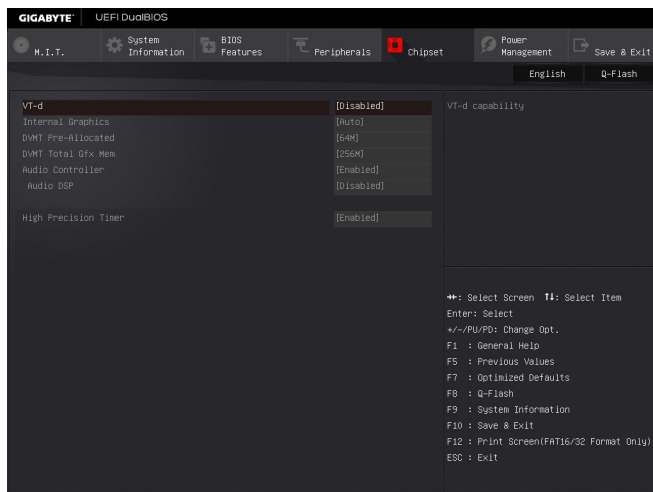 GIGABYTE™ UEFI DualBIOS
M.I.T.
System Information
BIOS Features
Peripherals
Chipset
Power Management
Save & Exit
English Q-Flash
VT-d [Disabled] VT-d capability
Internal Graphics [Auto]
DVMT Pre-Allocated [64M]
DVMT Total Gfx Mem [256M]
Audio Controller [Enabled]
Audio DSP [Disabled]
High Precision Timer [Enabled]
→←: Select Screen ↑↓: Select Item
Enter: Select
+/-/PU/PD: Change Opt.
F1 : General Help
F5 : Previous Values
F7 : Optimized Defaults
F8 : Q-Flash
F9 : System Information
F10 : Save & Exit
F12 : Print Screen(FAT16/32 Format Only)
ESC : Exit